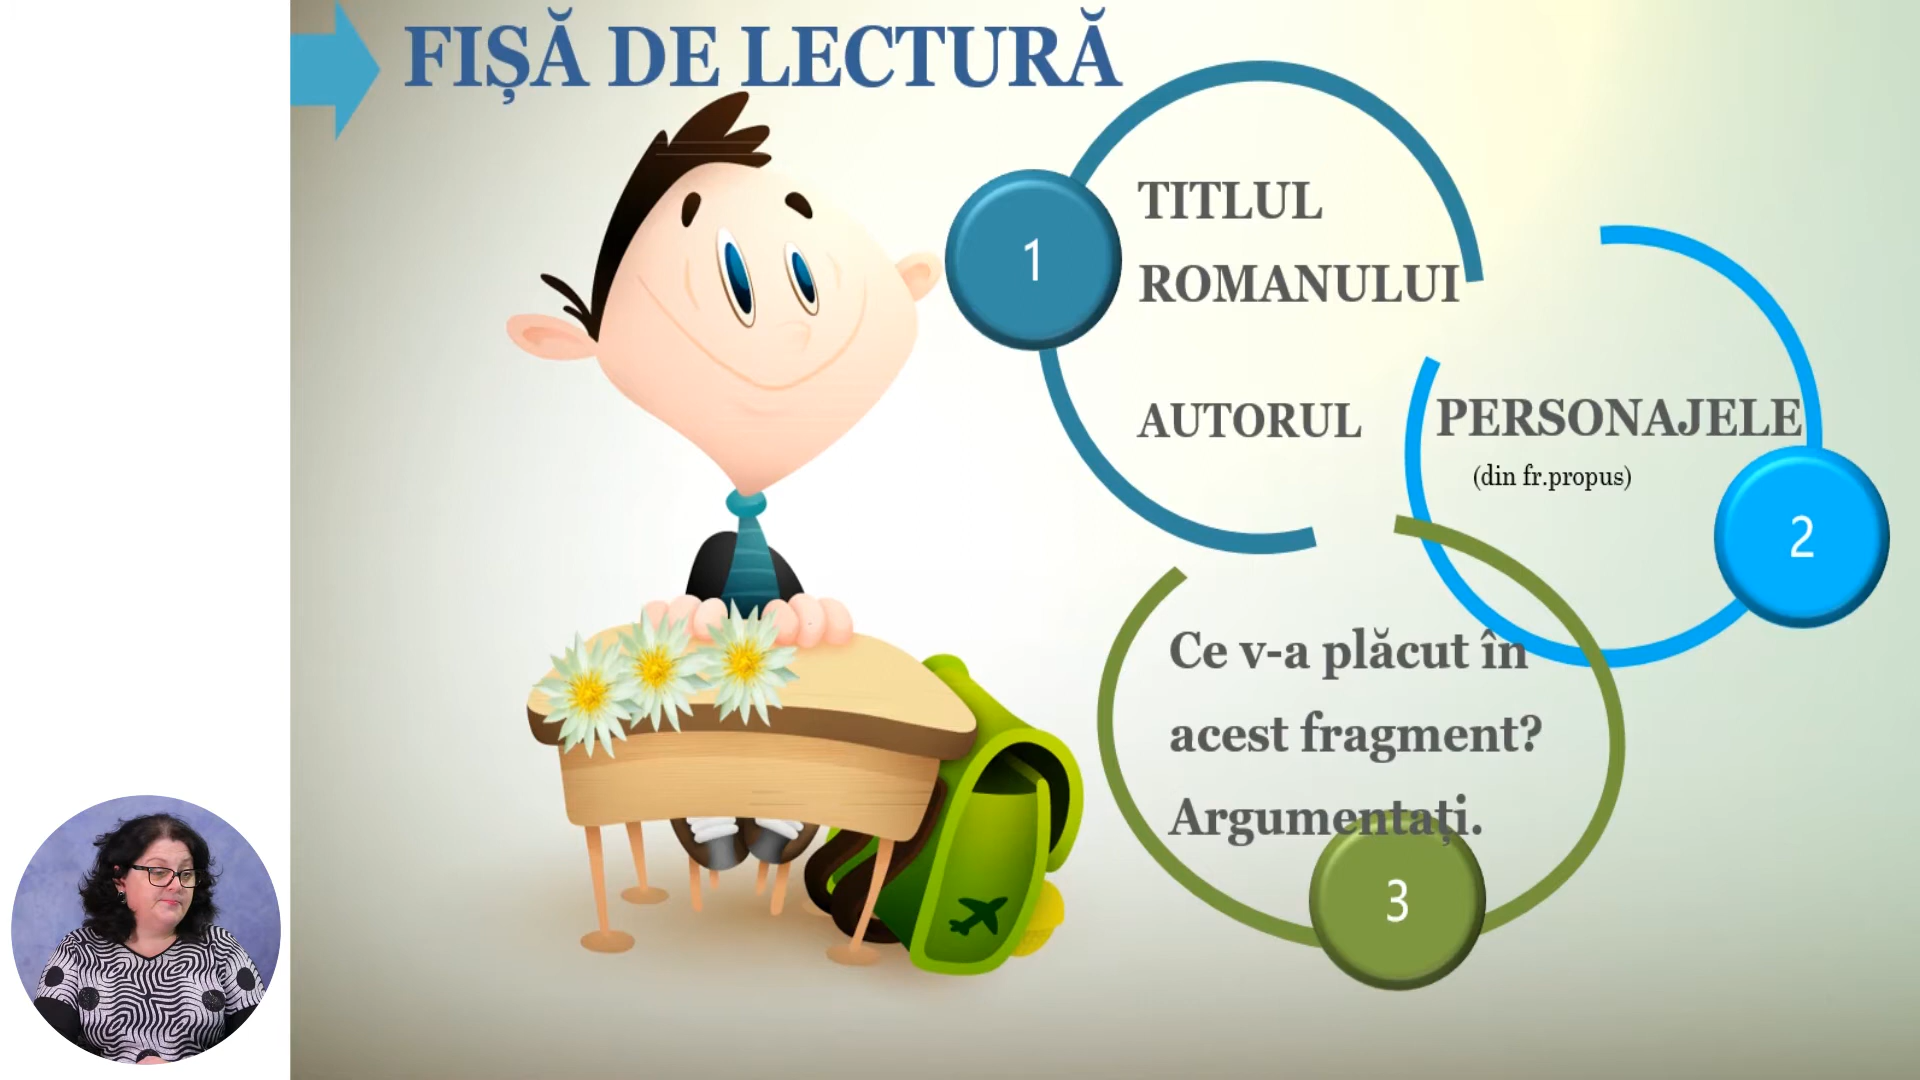 FIȘĂ DE LECTURĂ
1
TITLUL
ROMANULUI
AUTORUL
PERSONAJELE
(din fr.propus)
2
Ce v-a plăcut în
acest fragment?
Argumentați.
3